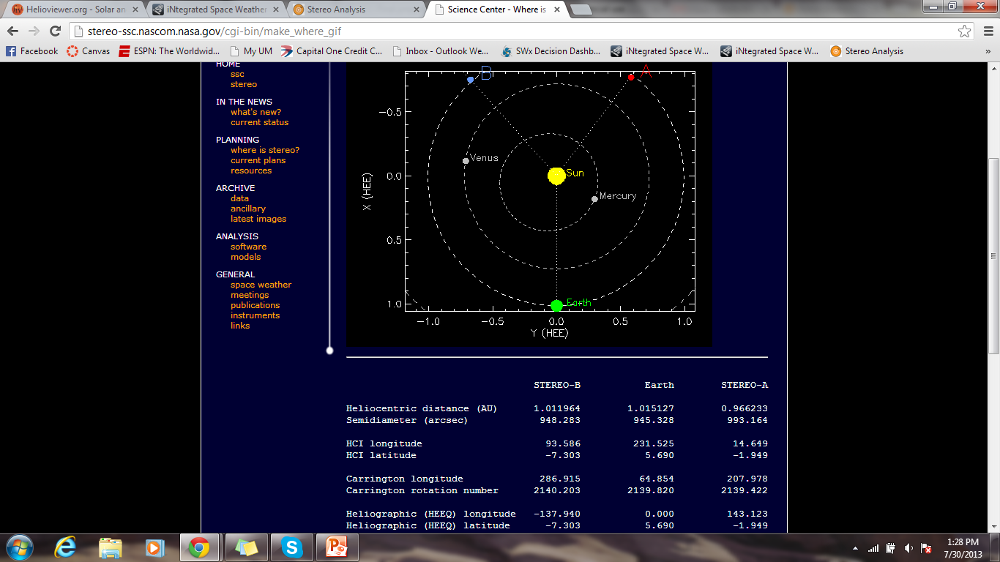 Helioviewer.org - Solar an
iNtegrated Space Weather
Stereo Analysis
Science Center - Where is
stereo-ssc.nascom.nasa.gov/cgi-bin/make_where_gif
Facebook
Canvas
ESPN: The Worldwid...
My UM
Capital One Credit C...
Inbox - Outlook We...
SWx Decision Dashb...
iNtegrated Space W...
iNtegrated Space W...
Stereo Analysis
»
HOME
ssc
stereo
IN THE NEWS
what's new?
current status
PLANNING
where is stereo?
current plans
resources
ARCHIVE
data
ancillary
latest images
ANALYSIS
software
models
GENERAL
space weather
meetings
publications
instruments
links
B
A
-0.5
0.0
0.5
1.0
X (HEE)
Venus
Sun
Mercury
Earth
-1.0 -0.5 0.0 0.5 1.0
Y (HEE)
STEREO-B Earth STEREO-A
Heliocentric distance (AU) 1.011964 1.015127 0.966233
Semidiameter (arcsec) 948.283 945.328 993.164
HCI longitude 93.586 231.525 14.649
HCI latitude -7.303 5.690 -1.949
Carrington longitude 286.915 64.854 207.978
Carrington rotation number 2140.203 2139.820 2139.422
Heliographic (HEEQ) longitude -137.940 0.000 143.123
Heliographic (HEEQ) latitude -7.303 5.690 -1.949
1:28 PM
7/30/2013